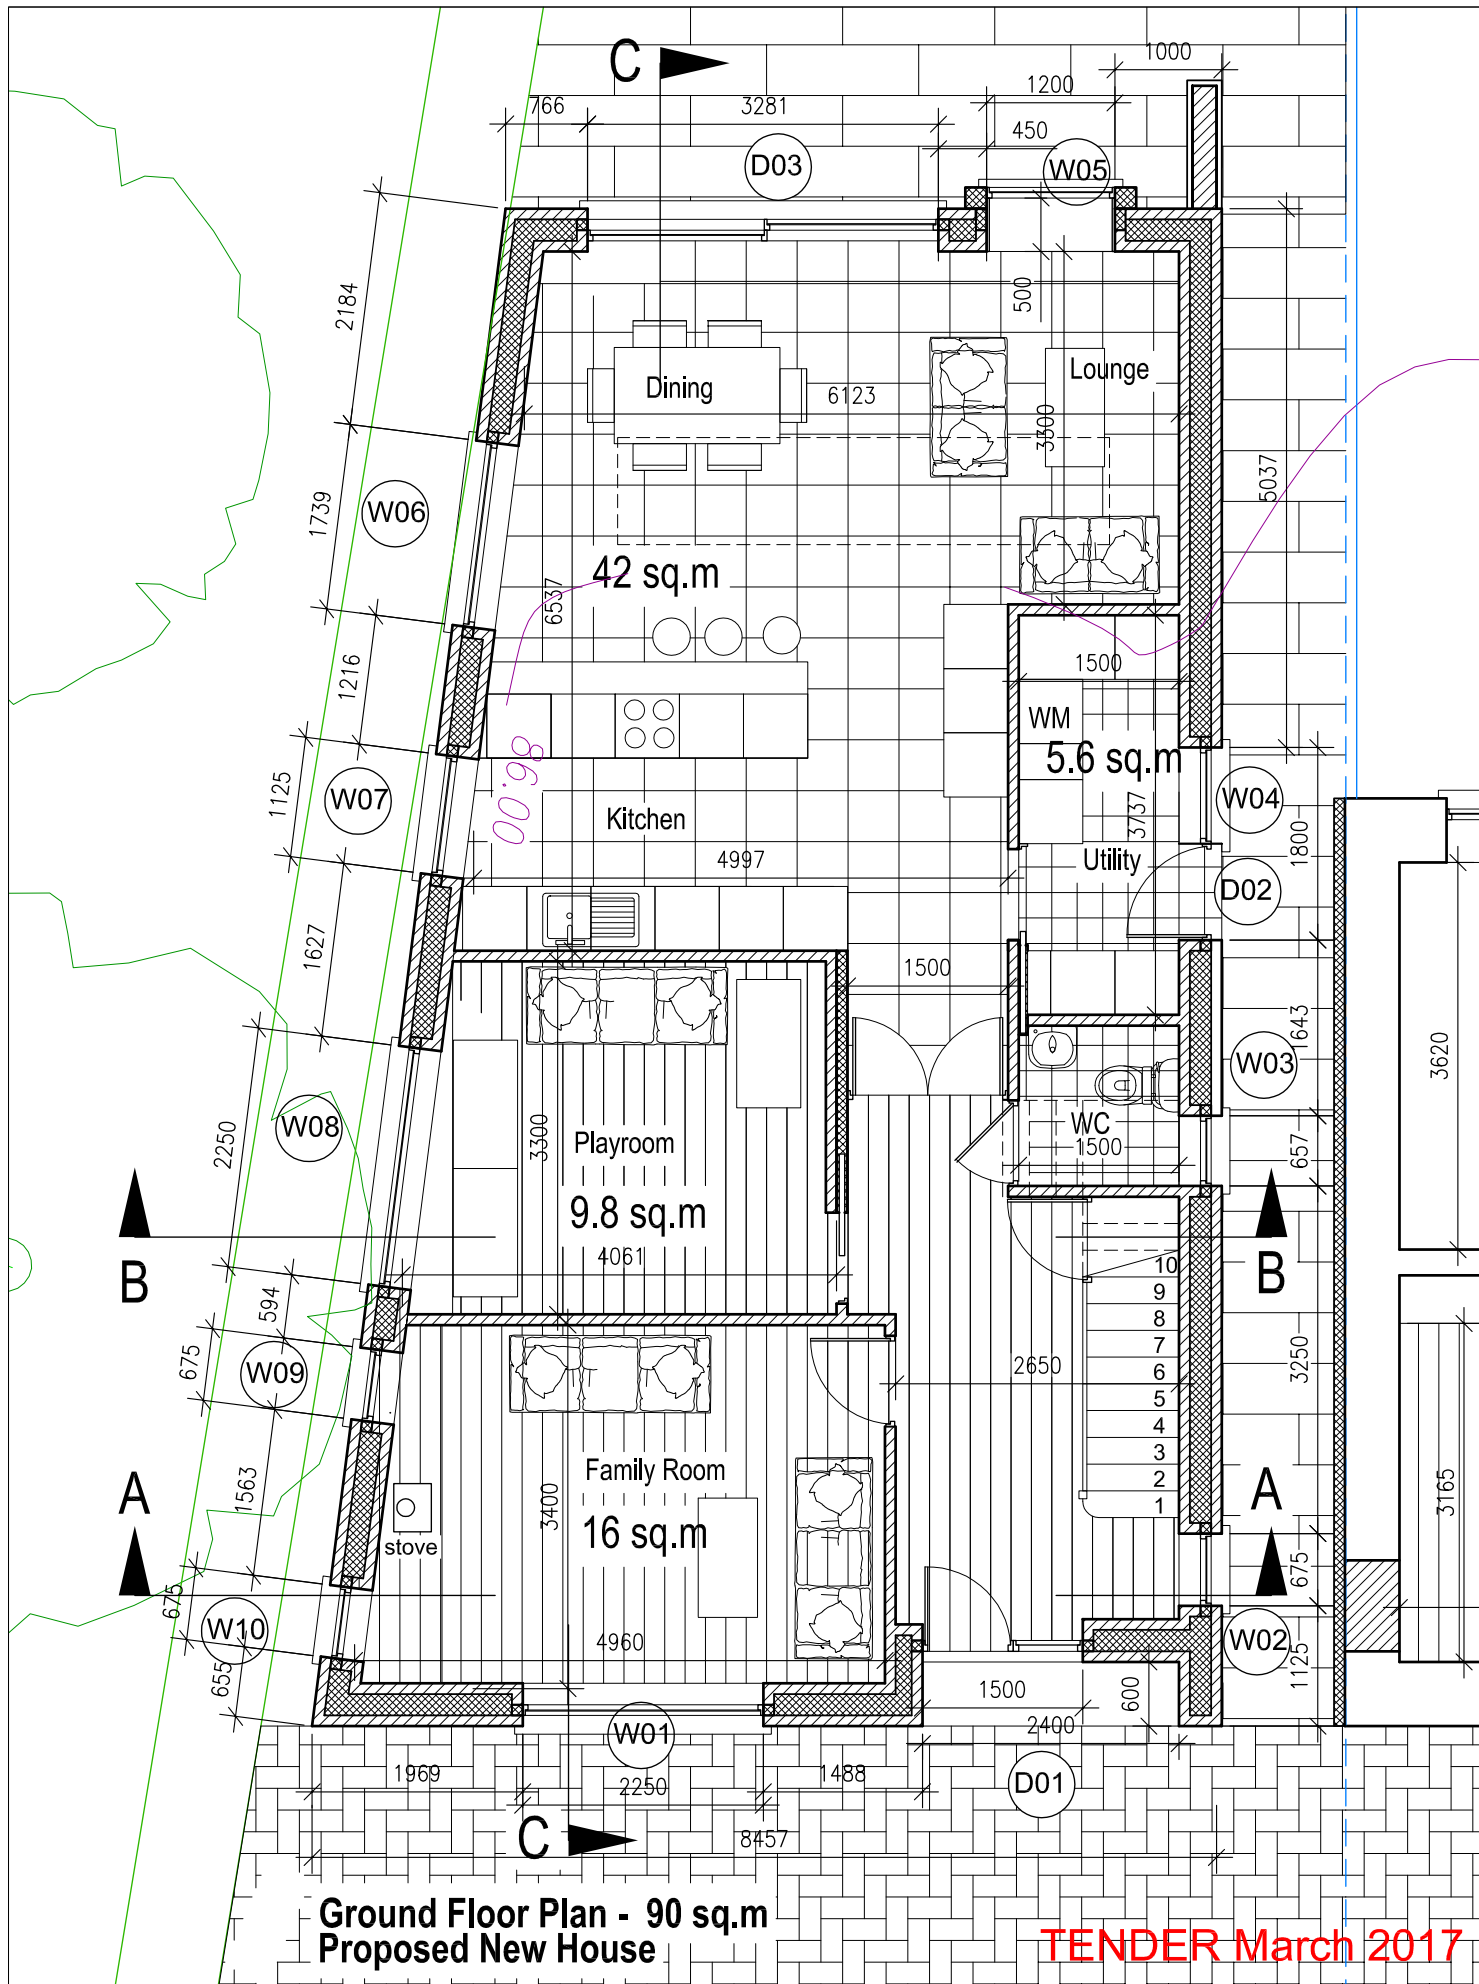 C
1000
1200
766
3281
450
D03
W05
2184
500
Dining
Lounge
6123
3300
5037
W06
1739
42 sq.m
6537
1216
1500
WM
5.6 sq.m
86.00
1125
W07
W04
Kitchen
3737
1800
4997
Utility
D02
1627
1500
1643
3620
W03
W08
2250
3300
Playroom
WC
1500
657
9.8 sq.m
4061
B
B
10
9
8
7
6
5
4
3
2
1
594
675
W09
2650
3250
Family Room
1563
A
A
3400
16 sq.m
stove
3165
675
675
W10
4960
W02
655
1125
1500
600
2400
W01
D01
1969
2250
1488
C
8457
Ground Floor Plan - 90 sq.m
Proposed New House
TENDER March 2017